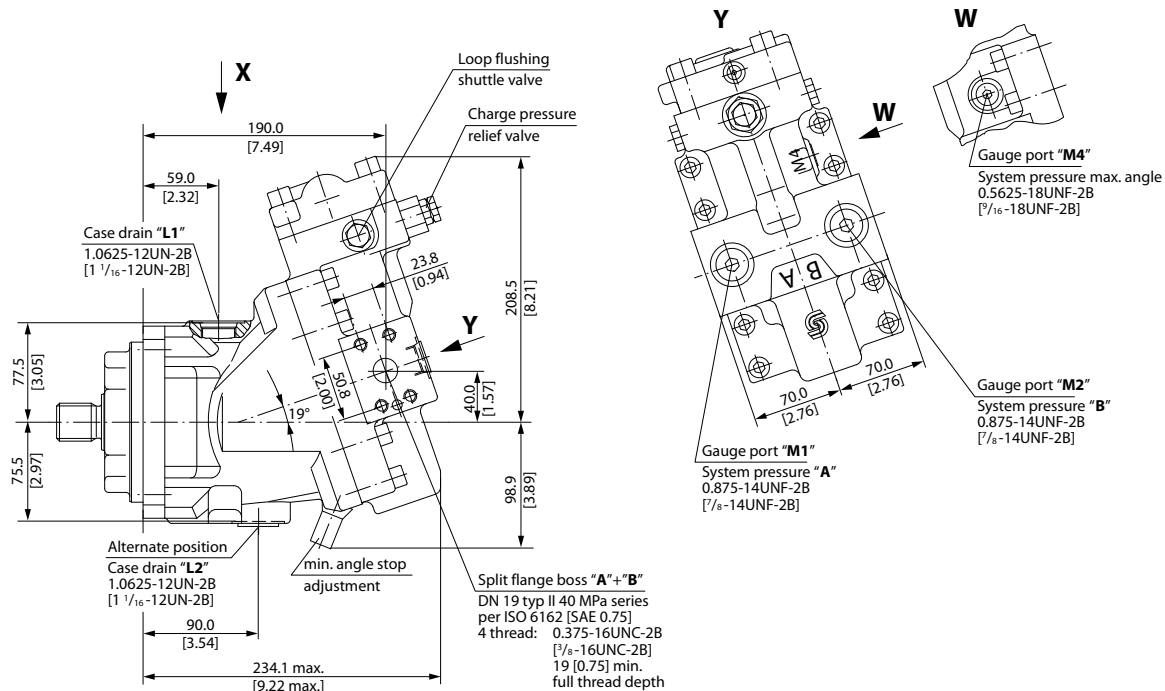 X
Loop flushing
shuttle valve
Charge pressure
relief valve
190.0
[7.49]
59.0
[2.32]
Case drain "L1"
1.0625-12UN-2B
[1 1/16-12UN-2B]
23.8
[0.94]
208.5
[8.21]
Y
77.5
[3.05]
50.8
[2.00]
40.0
[1.57]
19°
75.5
[2.97]
98.9
[3.89]
Alternate position
Case drain "L2"
1.0625-12UN-2B
[1 1/16-12UN-2B]
min. angle stop
adjustment
90.0
[3.54]
234.1 max.
[9.22 max.]
Split flange boss "A"+"B"
DN 19 typ II 40 MPa series
per ISO 6162 [SAE 0.75]
4 thread: 0.375-16UNC-2B
[3/8-16UNC-2B]
19 [0.75] min.
full thread depth
Y
W
M4
B A
70.0
[2.76]
70.0
[2.76]
Gauge port "M1"
System pressure "A"
0.875-14UNF-2B
[7/8-14UNF-2B]
Gauge port "M2"
System pressure "B"
0.875-14UNF-2B
[7/8-14UNF-2B]
W
Gauge port "M4"
System pressure max. angle
0.5625-18UNF-2B
[9/16-18UNF-2B]